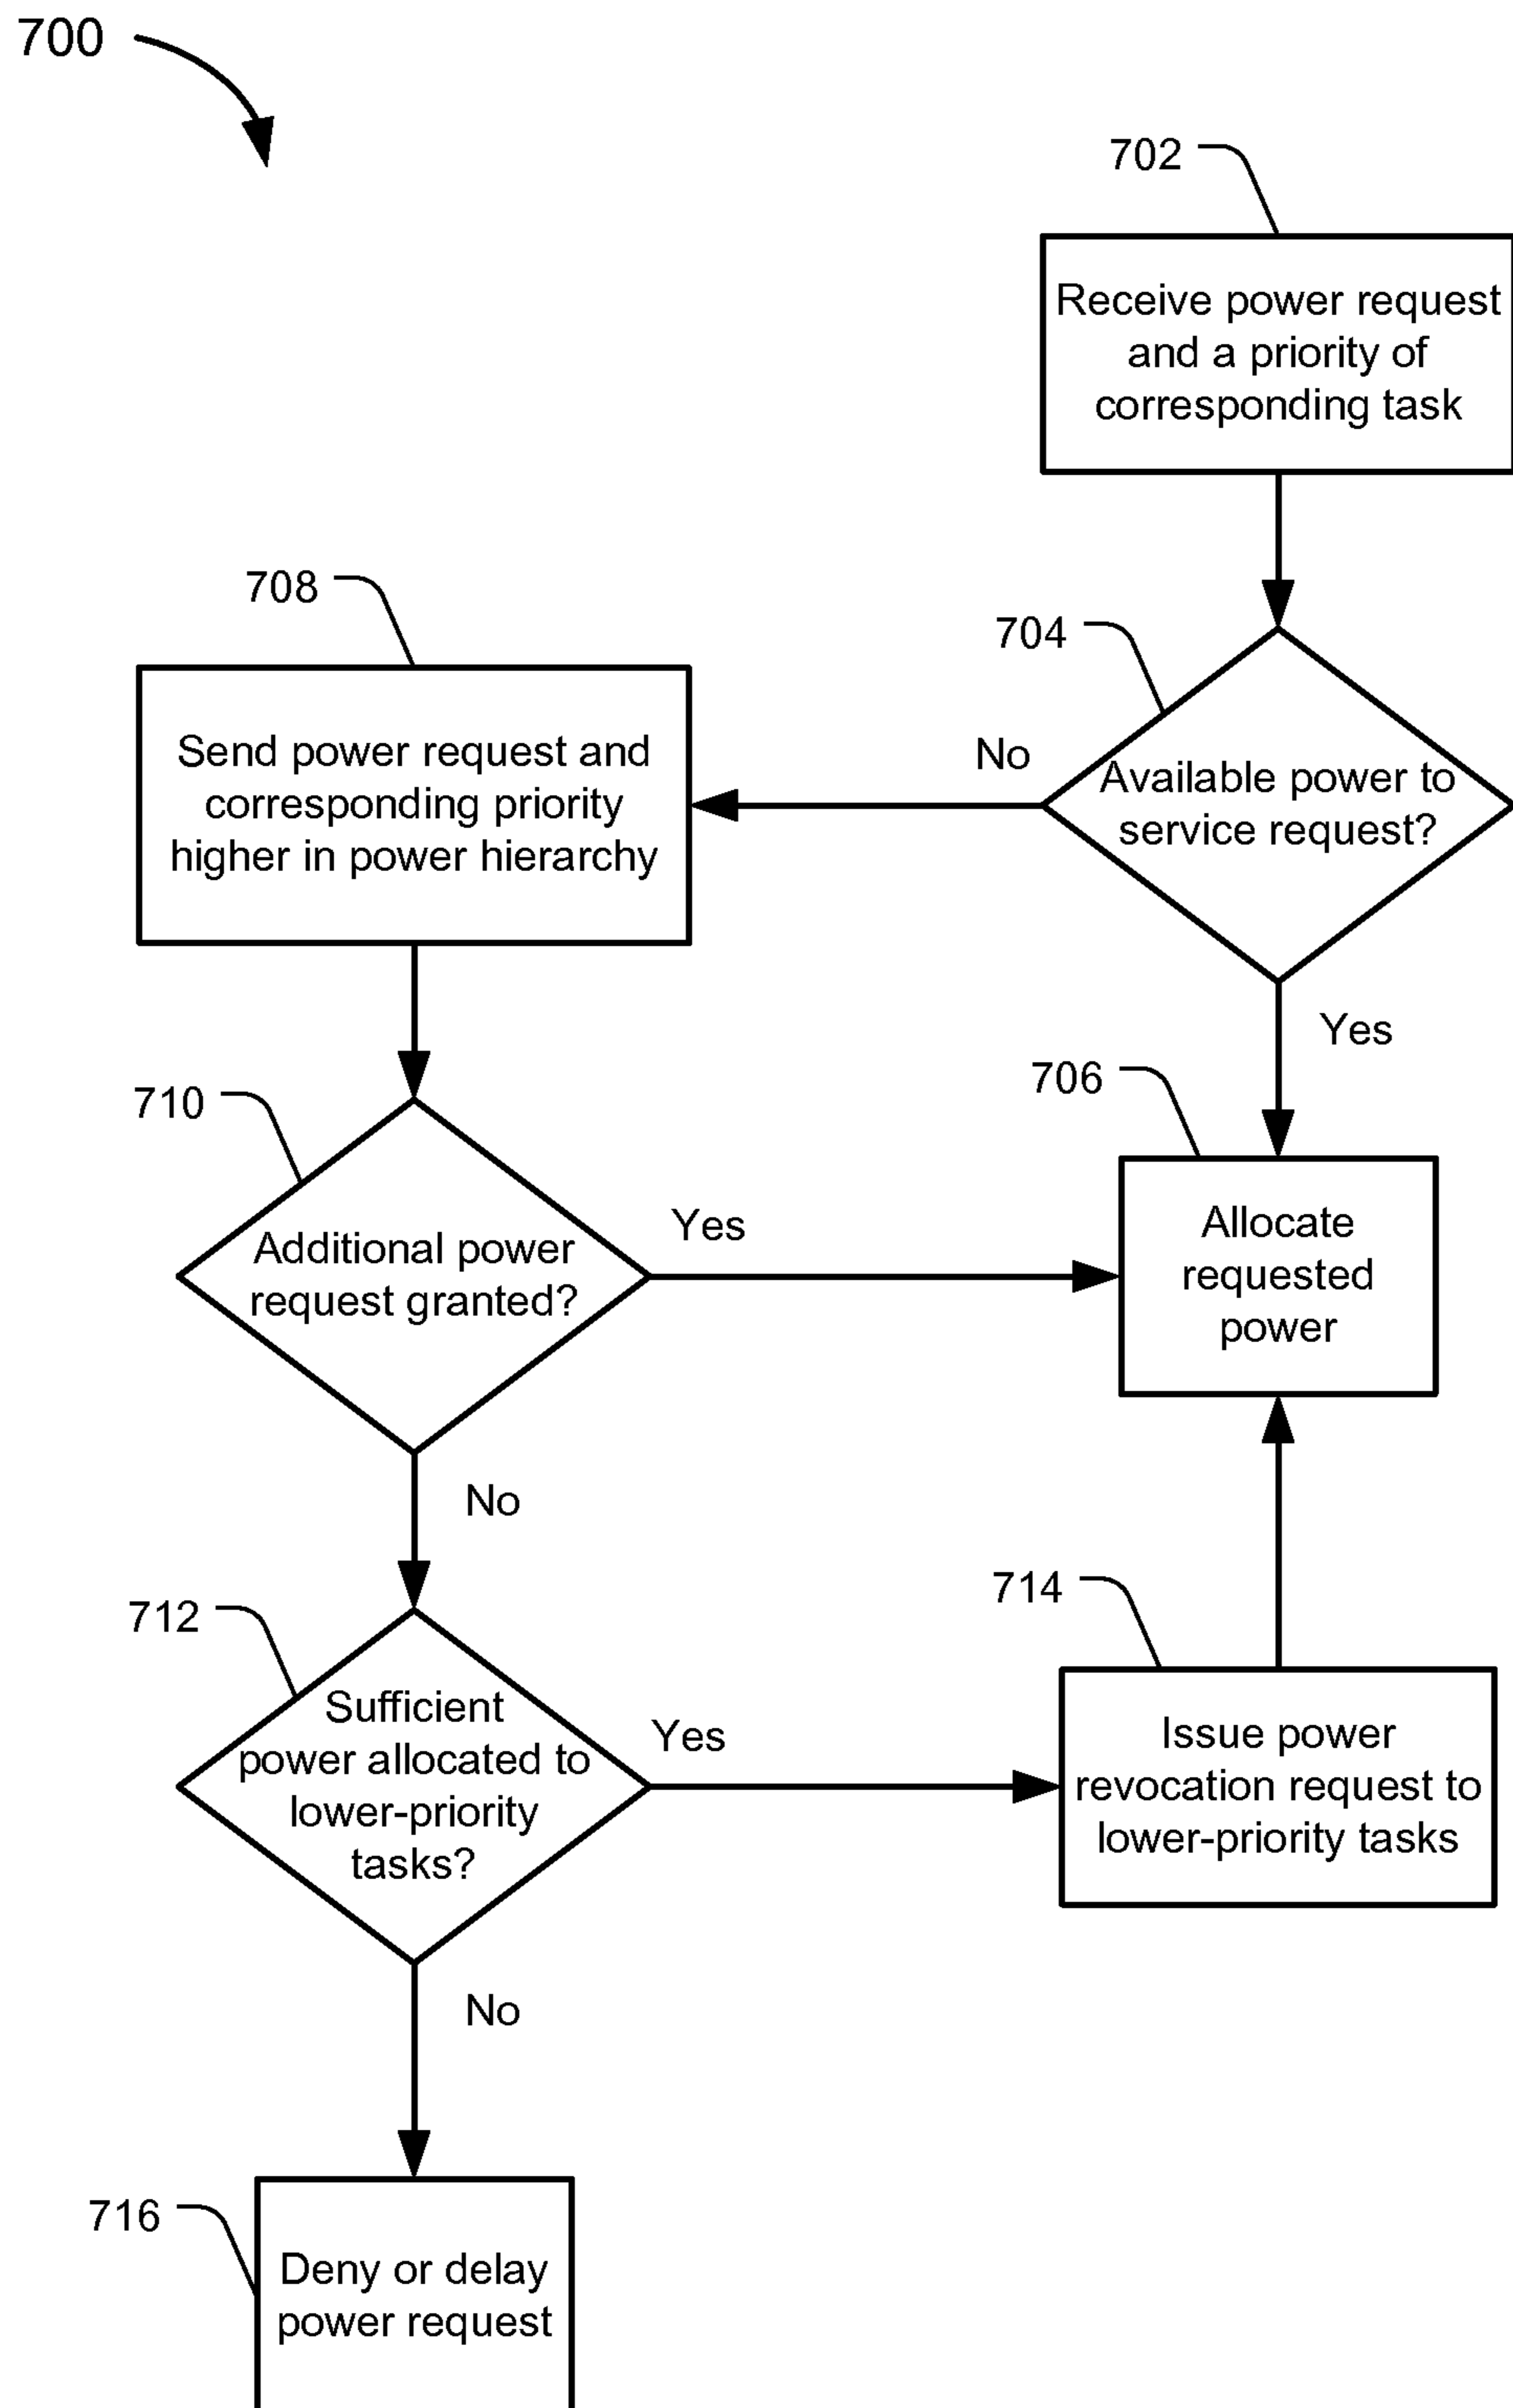 700
702
Receive power request
and a priority of
corresponding task
708
704
Send power request and
corresponding priority
higher in power hierarchy
No
Available power to
service request?
Yes
710
706
Additional power
request granted?
Yes
Allocate
requested
power
No
712
714
Sufficient
power allocated to
lower-priority
tasks?
Yes
Issue power
revocation request to
lower-priority tasks
No
716
Deny or delay
power request